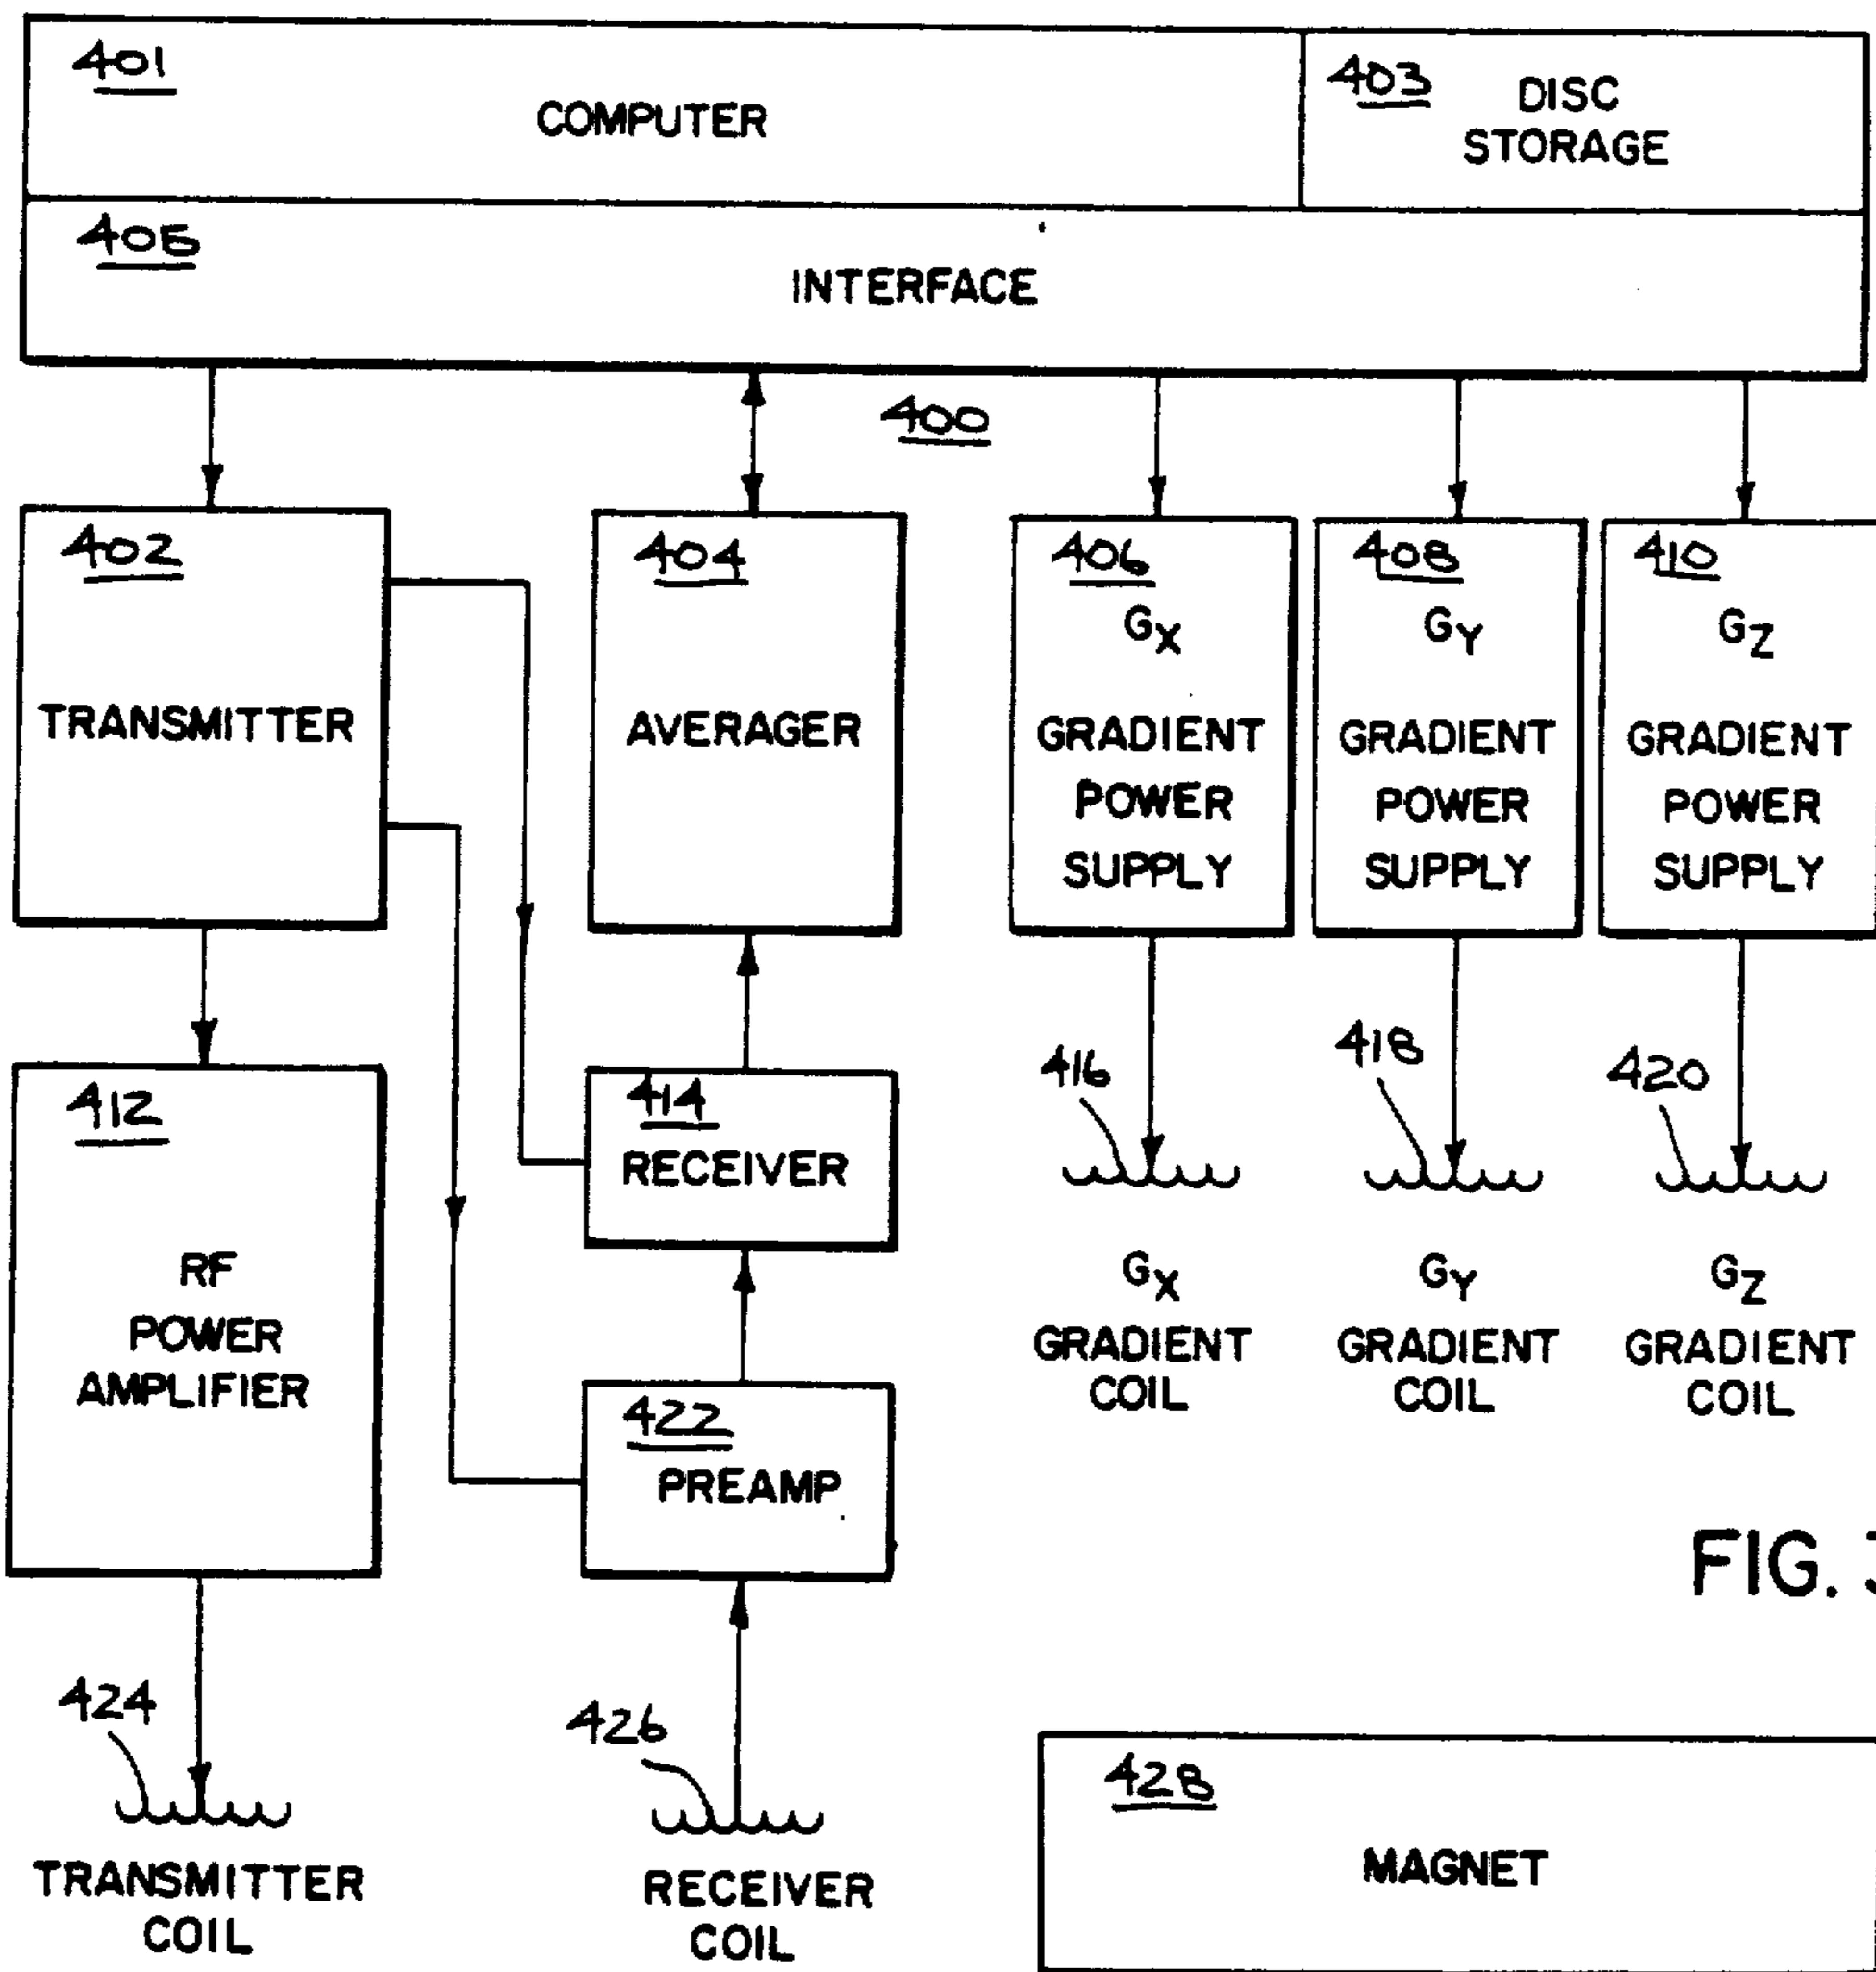 401
COMPUTER
403
DISC
STORAGE
405
INTERFACE
400
402
TRANSMITTER
404
AVERAGER
406
GX
GRADIENT
POWER
SUPPLY
408
GY
GRADIENT
POWER
SUPPLY
410
GZ
GRADIENT
POWER
SUPPLY
412
RF
POWER
AMPLIFIER
414
RECEIVER
416
GX
GRADIENT
COIL
418
GY
GRADIENT
COIL
420
GZ
GRADIENT
COIL
422
PREAMP
FIG.
424
TRANSMITTER
COIL
426
RECEIVER
COIL
428
MAGNET